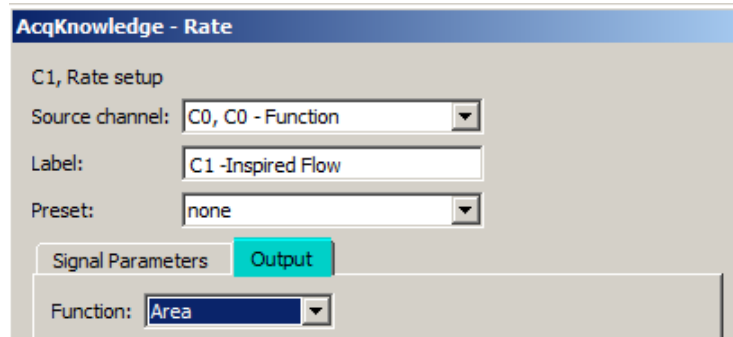 AcqKnowledge - Rate
C1, Rate setup
Source channel: C0, C0 - Function
Label: C1 -Inspired Flow
Preset: none
Signal Parameters Output
Function: Area